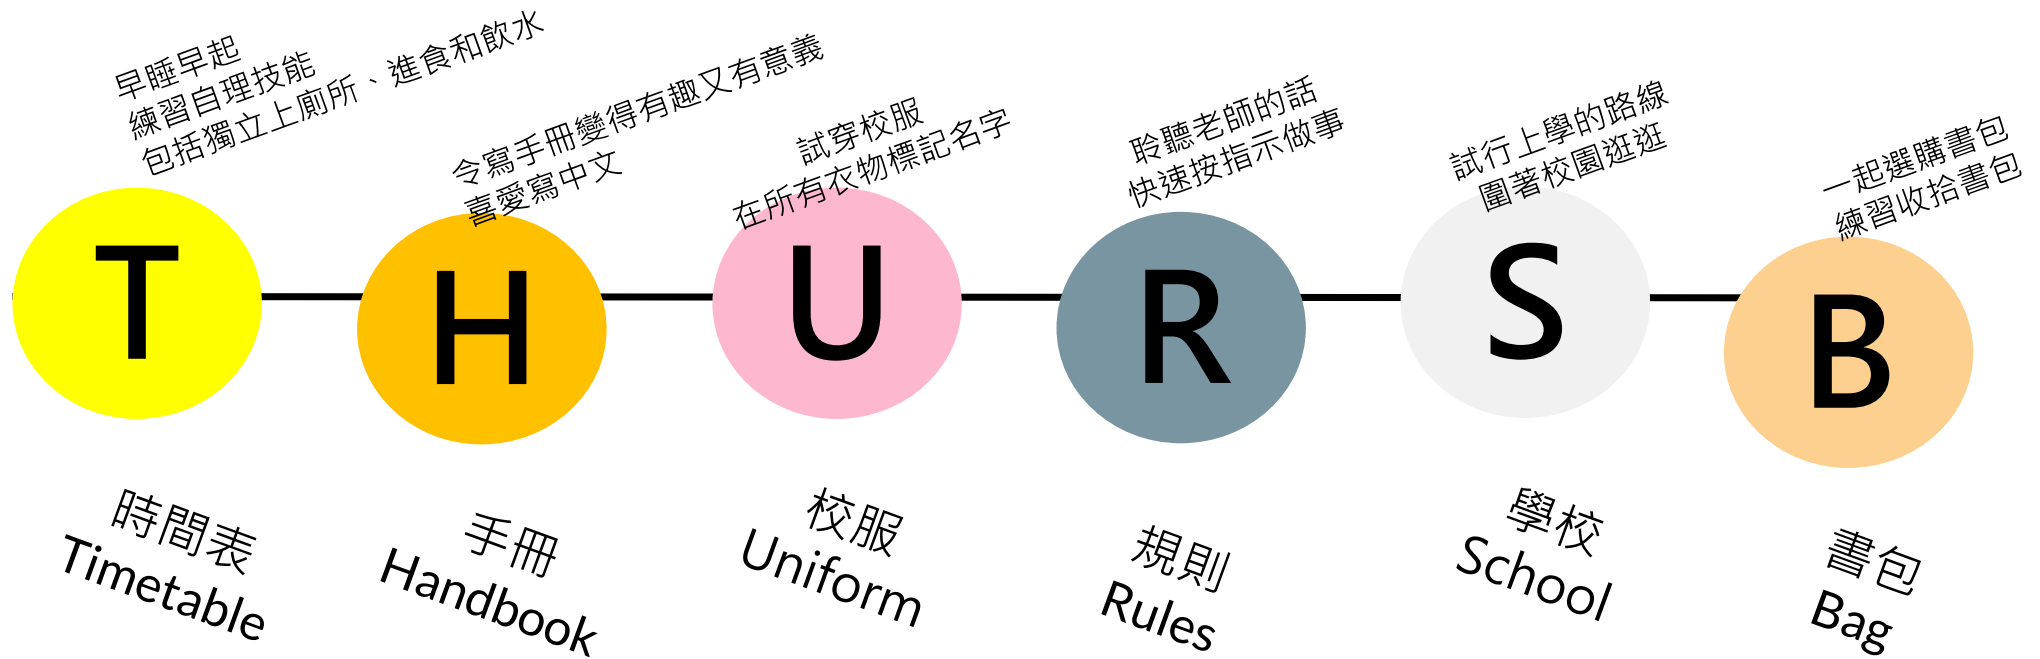 早睡早起
練習自理技能
包括獨立上廁所、進食和飲水
T
時間表
Timetable
令寫手冊變得有趣又有意義
喜愛寫中文
H
手冊
Handbook
試穿校服
在所有衣物標記名字
U
校服
Uniform
聆聽老師的話
快速按指示做事
R
規則
Rules
試行上學的路線
圍著校園逛逛
S
學校
School
一起選購書包
練習收拾書包
B
書包
Bag